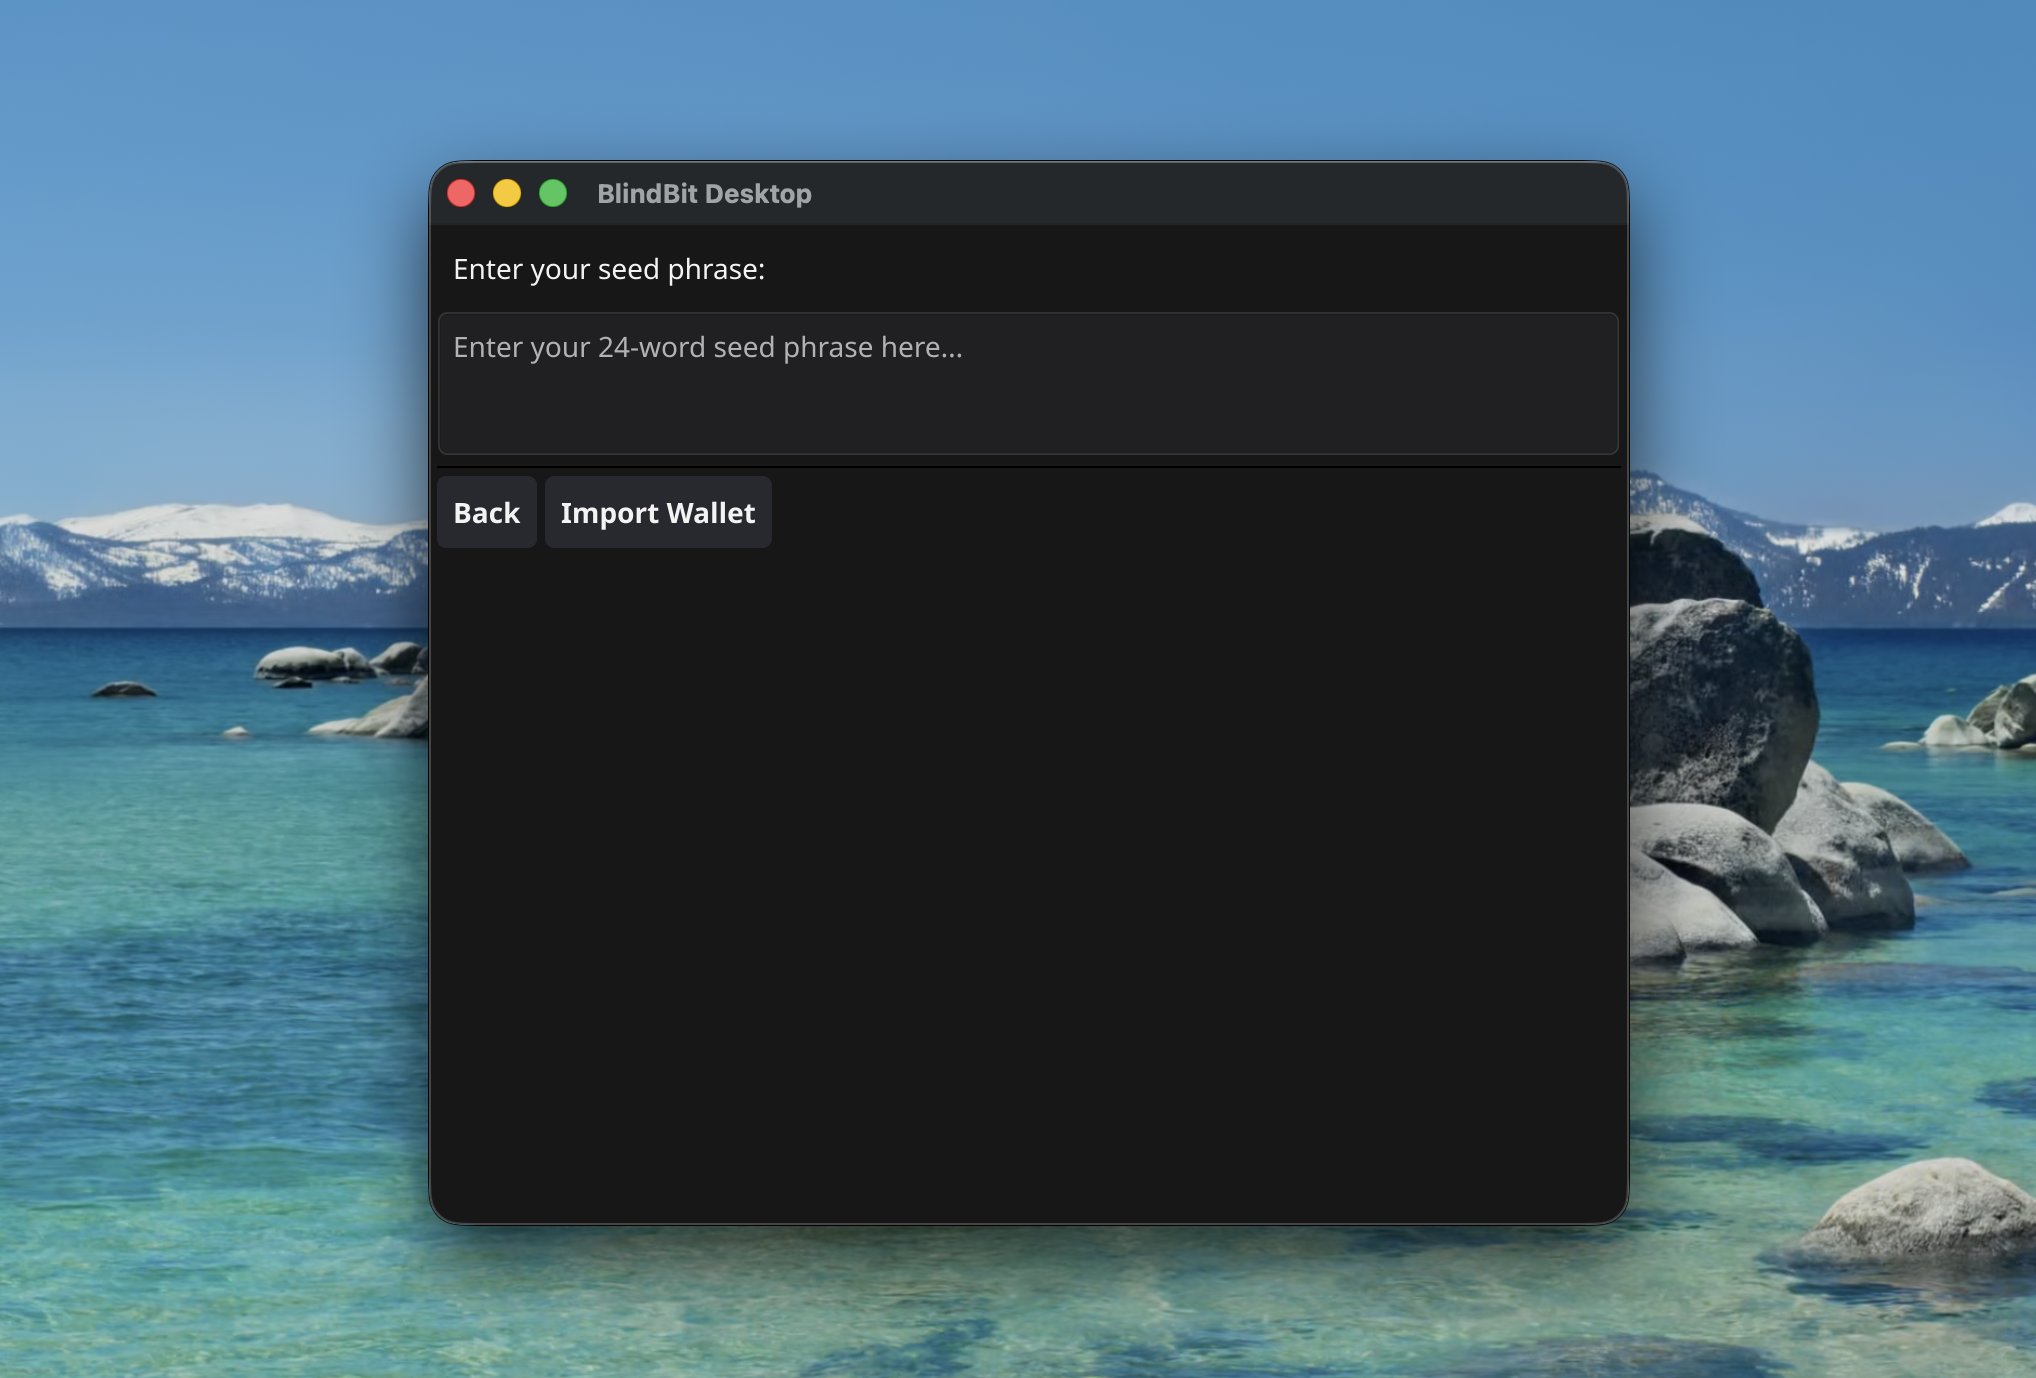 BlindBit Desktop
Enter your seed phrase:
Enter your 24-word seed phrase here...
Back
Import Wallet